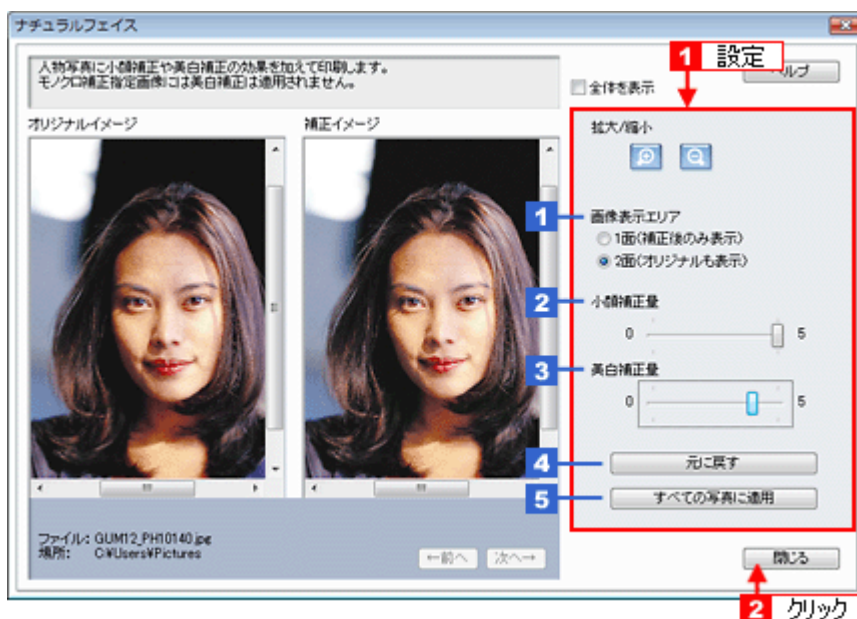 ナチュラルフェイス
人物写真に小顔補正や美白補正の効果を加えて印刷します。
モノクロ補正指定画像には美白補正は適用されません。
1 設定
ヘルプ
全体を表示
オリジナルイメージ
補正イメージ
拡大/縮小
1 画像表示エリア
1面(補正後のみ表示)
2面(オリジナルも表示)
2 小顔補正量
0 5
3 美白補正量
0 5
4 元に戻す
5 すべての写真に適用
ファイル: GUM12_PH10140.jpg
場所: C:¥Users¥Pictures
←前へ 次へ→
閉じる
2 クリック